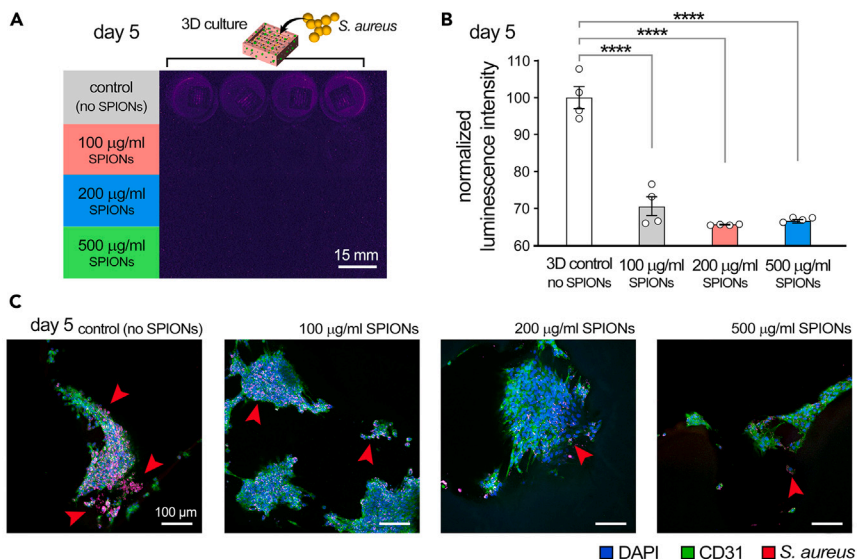 A
day 5
3D culture
S. aureus
control
(no SPIONs)
100 µg/ml
SPIONs
200 µg/ml
SPIONs
500 µg/ml
SPIONs
15 mm
B
day 5
****
****
****
normalized
luminescence intensity
110
100
90
80
70
60
3D control
no SPIONs
100 µg/ml
SPIONs
200 µg/ml
SPIONs
500 µg/ml
SPIONs
C
day 5 control (no SPIONs)
100 µg/ml SPIONs
200 µg/ml SPIONs
500 µg/ml SPIONs
100 µm
DAPI
CD31
S. aureus